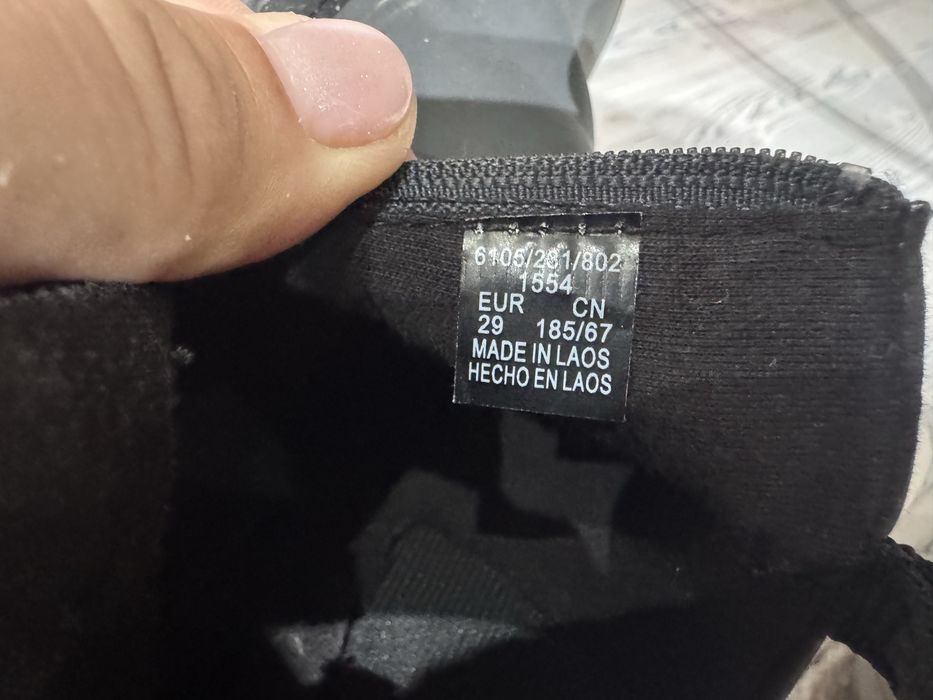 6105/231/802
1554
EUR CN
29 185/67
MADE IN LAOS
HECHO EN LAOS